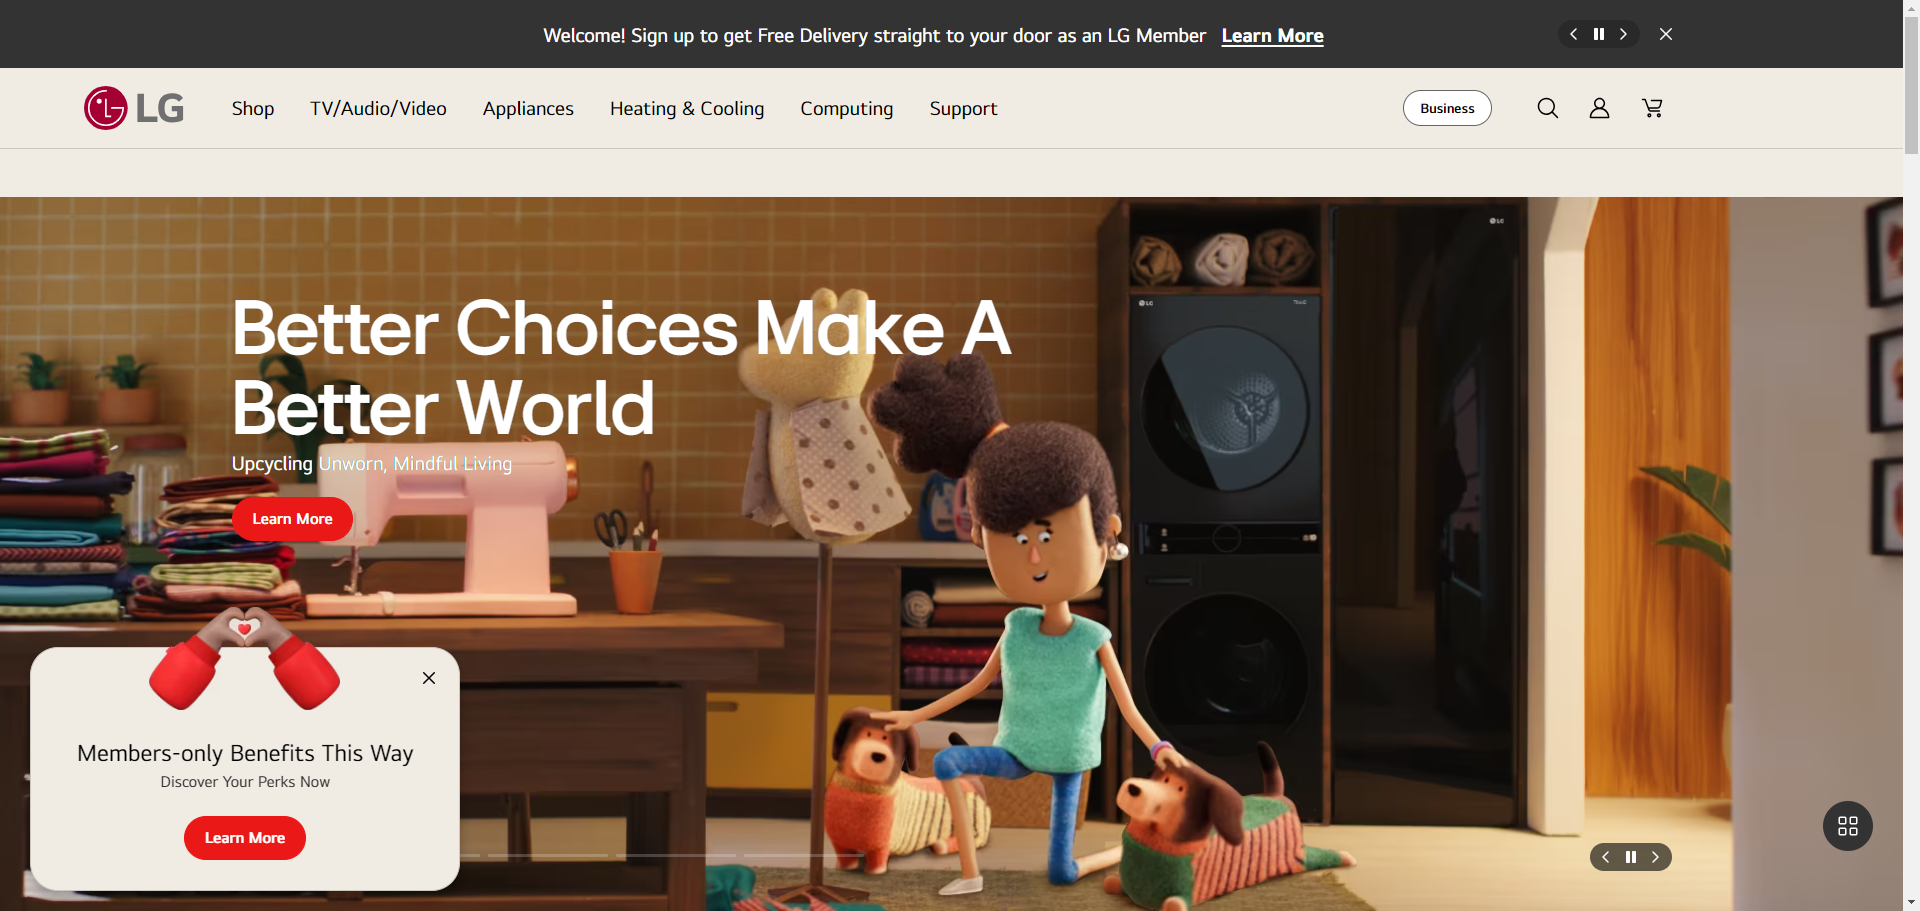 Welcome! Sign up to get Free Delivery straight to your door as an LG Member Learn More
LG
Shop TV/Audio/Video Appliances Heating & Cooling Computing Support Business
LG
LG
Better Choices Make A
Better World
Upcycling Unworn, Mindful Living
Learn More
Members-only Benefits This Way
Discover Your Perks Now
Learn More